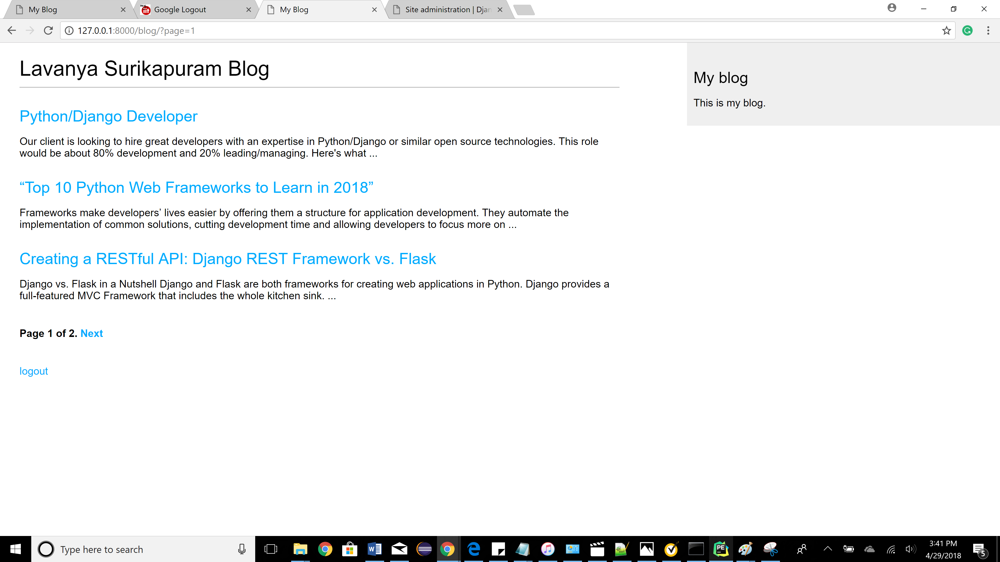 My Blog
Google Logout
My Blog
Site administration | Djan
127.0.0.1:8000/blog/?page=1
Lavanya Surikapuram Blog
My blog
This is my blog.
Python/Django Developer
Our client is looking to hire great developers with an expertise in Python/Django or similar open source technologies. This role
would be about 80% development and 20% leading/managing. Here's what ...
“Top 10 Python Web Frameworks to Learn in 2018”
Frameworks make developers’ lives easier by offering them a structure for application development. They automate the
implementation of common solutions, cutting development time and allowing developers to focus more on ...
Creating a RESTful API: Django REST Framework vs. Flask
Django vs. Flask in a Nutshell Django and Flask are both frameworks for creating web applications in Python. Django provides a
full-featured MVC Framework that includes the whole kitchen sink. ...
Page 1 of 2. Next
logout
Type here to search
3:41 PM
4/29/2018
5